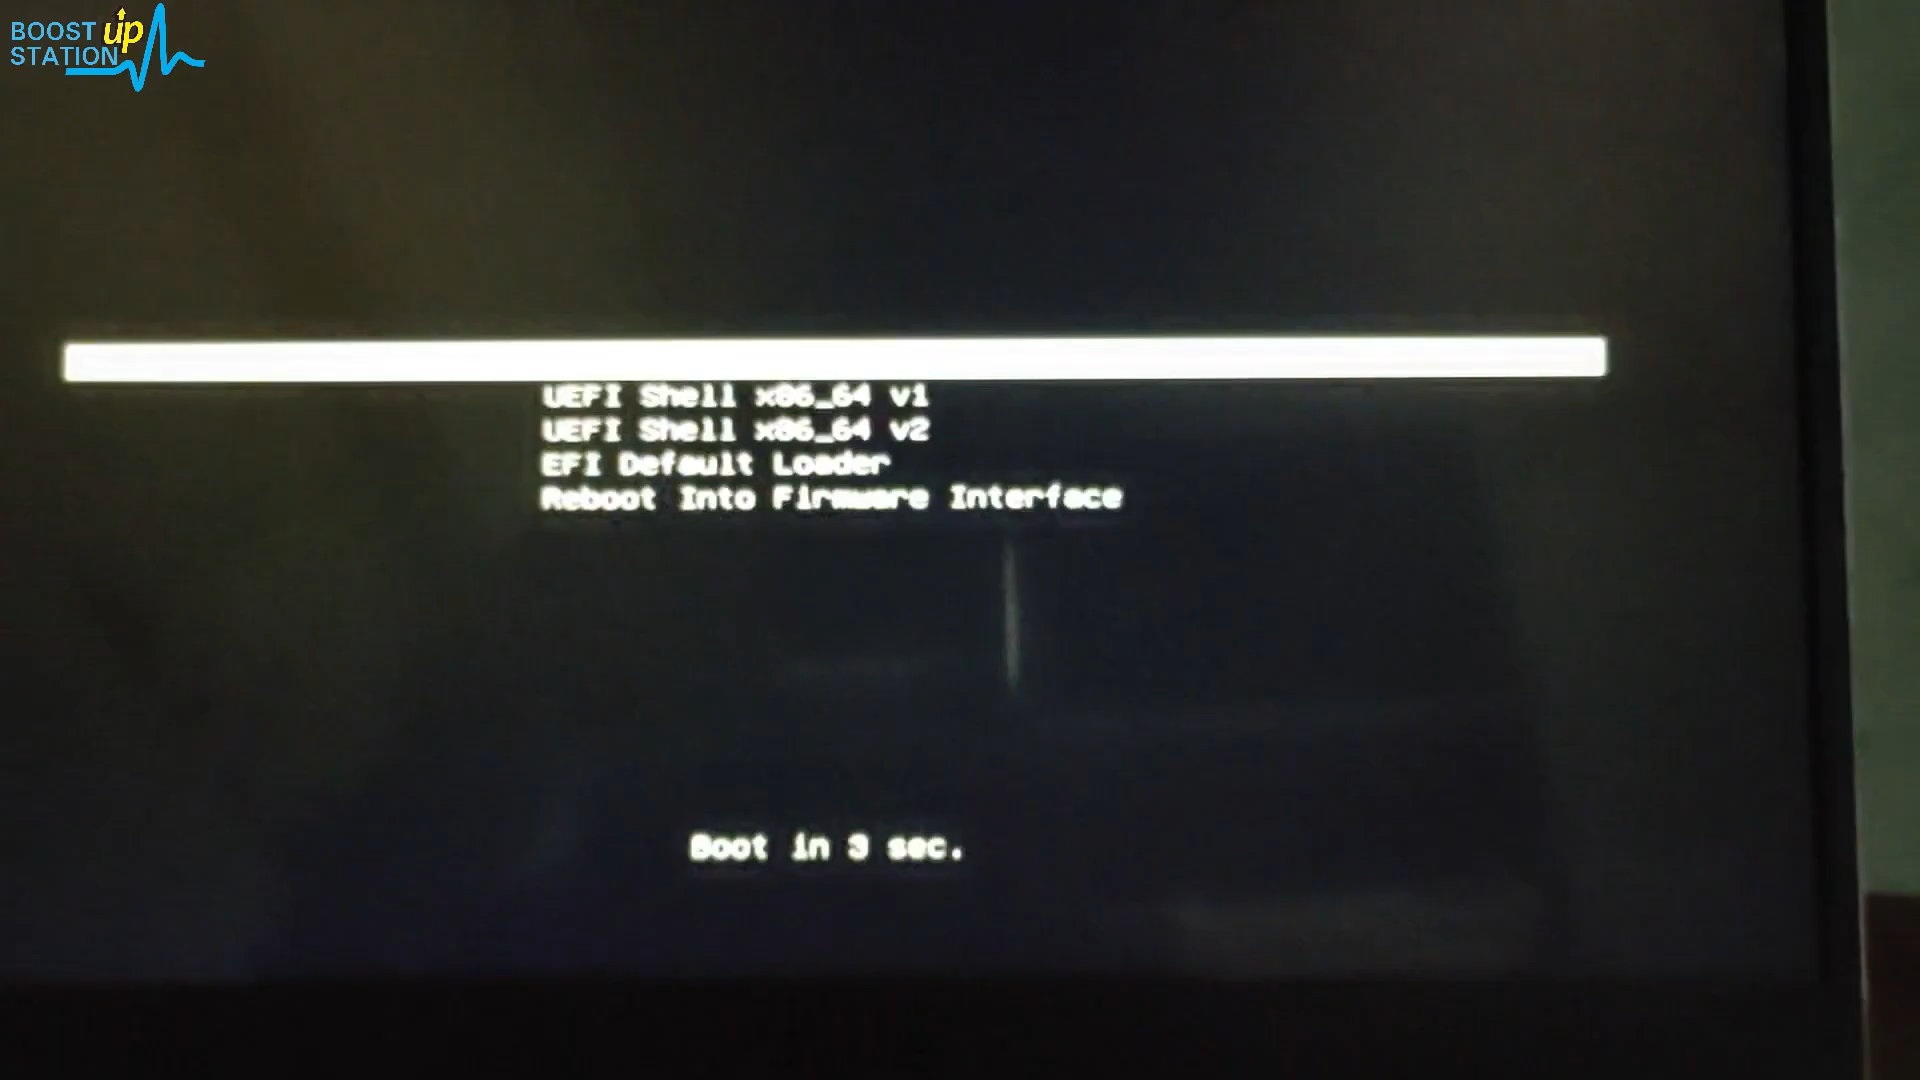 BOOST up
STATION
UEFI Shell x86_64 v1
UEFI Shell x86_64 v2
EFI Default Loader
Reboot Into Firmware Interface
Boot in 3 sec.